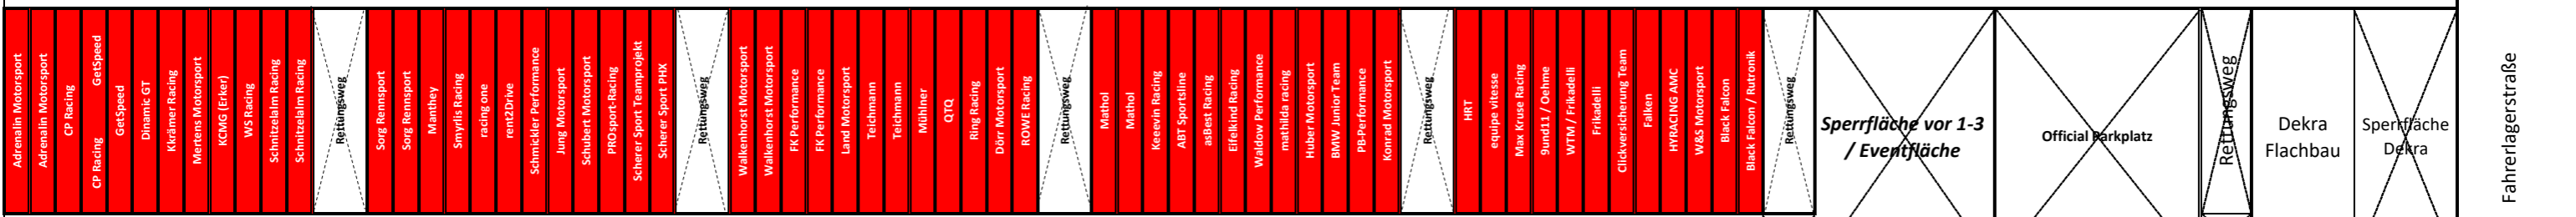 Adrenalin Motorsport
Adrenalin Motorsport
CP Racing
CP Racing GetSpeed
GetSpeed
Dinamic GT
Kkrämer Racing
Mertens Motorsport
KCMG (Erker)
WS Racing
Schnitzelalm Racing
Schnitzelalm Racing
Rettungsweg
Sorg Rennsport
Sorg Rennsport
Manthey
Smyrlis Racing
racing one
rent2Drive
Schmickler Performance
Jung Motorsport
Schubert Motorsport
PROsport-Racing
Scherer Sport Teamprojekt
Scherer Sport PHX
Rettungsweg
Walkenhorst Motorsport
Walkenhorst Motorsport
FK Performance
FK Performance
Land Motorsport
Teichmann
Teichmann
Mühlner
QTQ
Ring Racing
Dörr Motorsport
ROWE Racing
Rettungsweg
Mathol
Mathol
Keeevin Racing
ABT Sportsline
asBest Racing
Eifelkind Racing
Waldow Performance
mathilda racing
Huber Motorsport
BMW Junior Team
PB-Performance
Konrad Motorsport
Rettungsweg
HRT
equipe vitesse
Max Kruse Racing
9und11 / Oehme
WTM / Frikadelli
Frikadelli
Clickversicherung Team
Falken
HYRACING AMC
W&S Motorsport
Black Falcon
Black Falcon / Rutronik
Rettungsweg
Sperrfläche vor 1-3
/ Eventfläche
Official Parkplatz
Rettungsweg
Dekra
Flachbau
Sperrfläche
Dekra
Fahrerlagerstraße